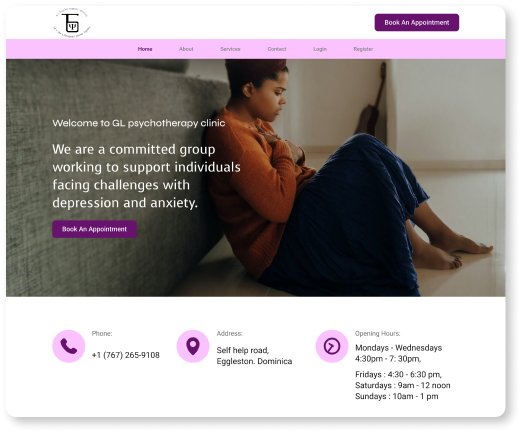 Book An Appointment
Home About Services Contact Login Register
Welcome to GL psychotherapy clinic
We are a committed group
working to support individuals
facing challenges with
depression and anxiety.
Book An Appointment
Phone:
+1 (767) 265-9108
Address:
Self help road,
Eggleston. Dominica
Opening Hours:
Mondays - Wednesdays
4:30pm - 7: 30pm,
Fridays : 4:30 - 6:30 pm,
Saturdays : 9am - 12 noon
Sundays : 10am - 1 pm